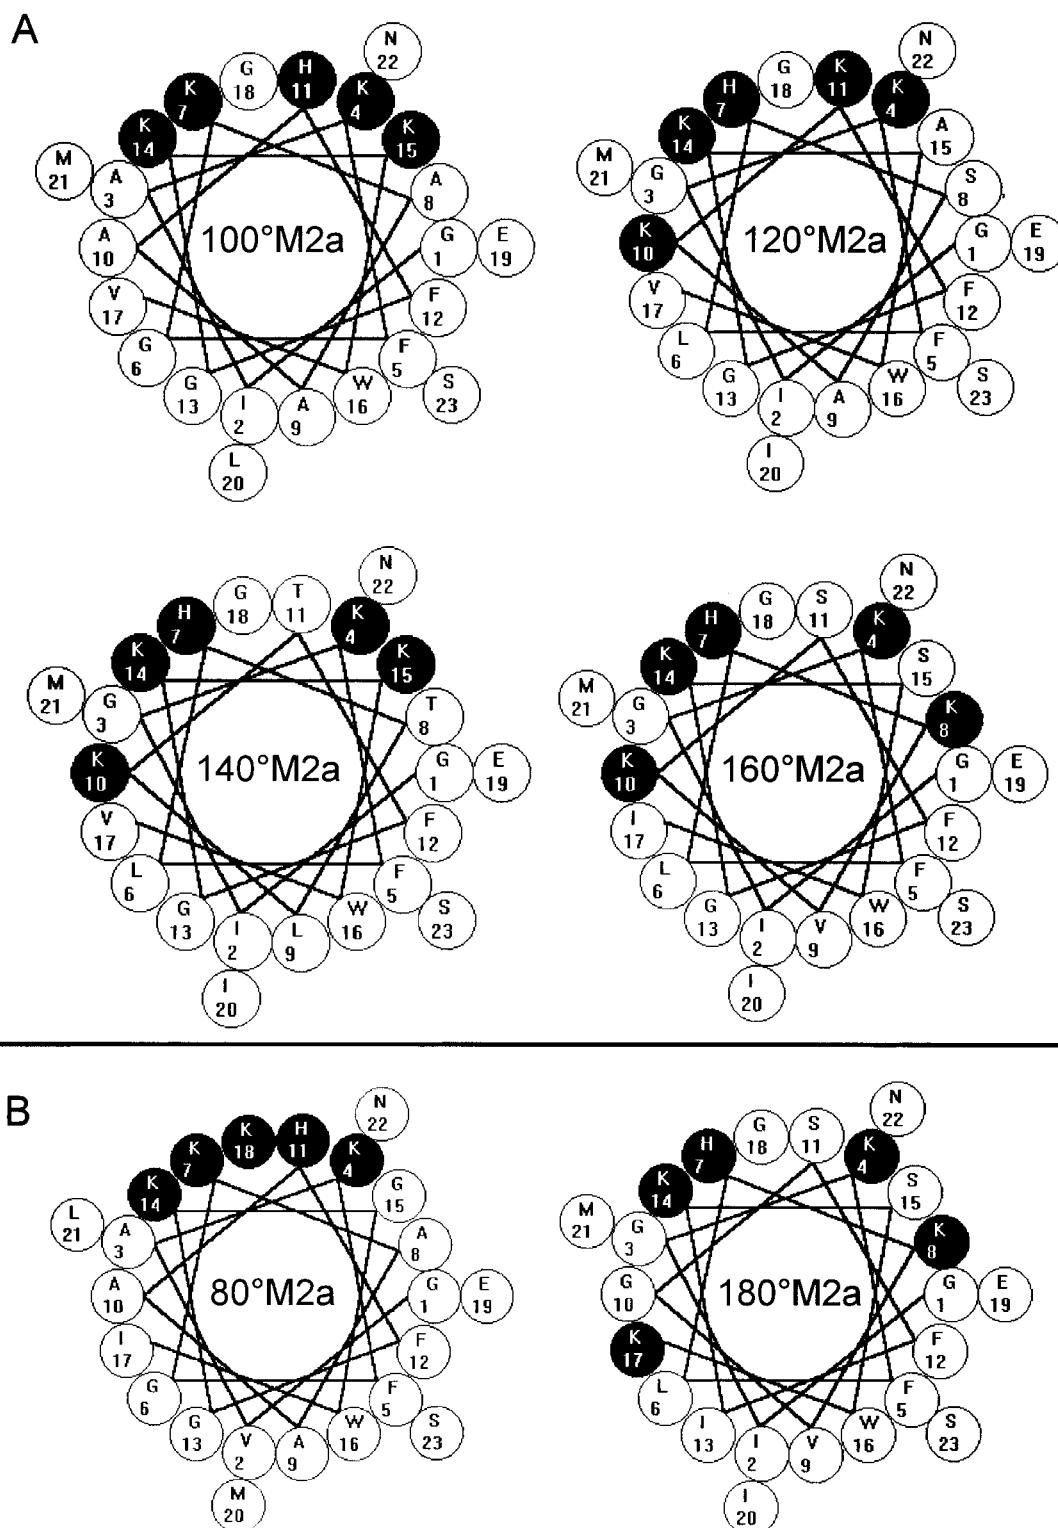 A
N
22
G
18
H
11
K
7
K
4
K
14
K
15
M
21
A
3
A
8
A
10
100°M2a
G
1
E
19
V
17
F
12
G
6
F
5
G
13
W
16
S
23
I
2
A
9
L
20
N
22
G
18
K
11
H
7
K
4
K
14
A
15
M
21
G
3
S
8
K
10
120°M2a
G
1
E
19
V
17
F
12
L
6
F
5
G
13
W
16
S
23
I
2
A
9
I
20
N
22
G
18
T
11
H
7
K
4
K
14
K
15
M
21
G
3
T
8
K
10
140°M2a
G
1
E
19
V
17
F
12
L
6
F
5
G
13
W
16
S
23
I
2
L
9
I
20
N
22
G
18
S
11
H
7
K
4
K
14
S
15
M
21
G
3
K
8
K
10
160°M2a
G
1
E
19
I
17
F
12
L
6
F
5
G
13
W
16
S
23
I
2
V
9
I
20
B
N
22
K
18
H
11
K
7
K
4
K
14
G
15
L
21
A
3
A
8
A
10
80°M2a
G
1
E
19
I
17
F
12
G
6
F
5
G
13
W
16
S
23
V
2
A
9
M
20
N
22
G
18
S
11
H
7
K
4
K
14
S
15
M
21
G
3
K
8
G
10
180°M2a
G
1
E
19
K
17
F
12
L
6
F
5
I
13
W
16
S
23
I
2
V
9
I
20